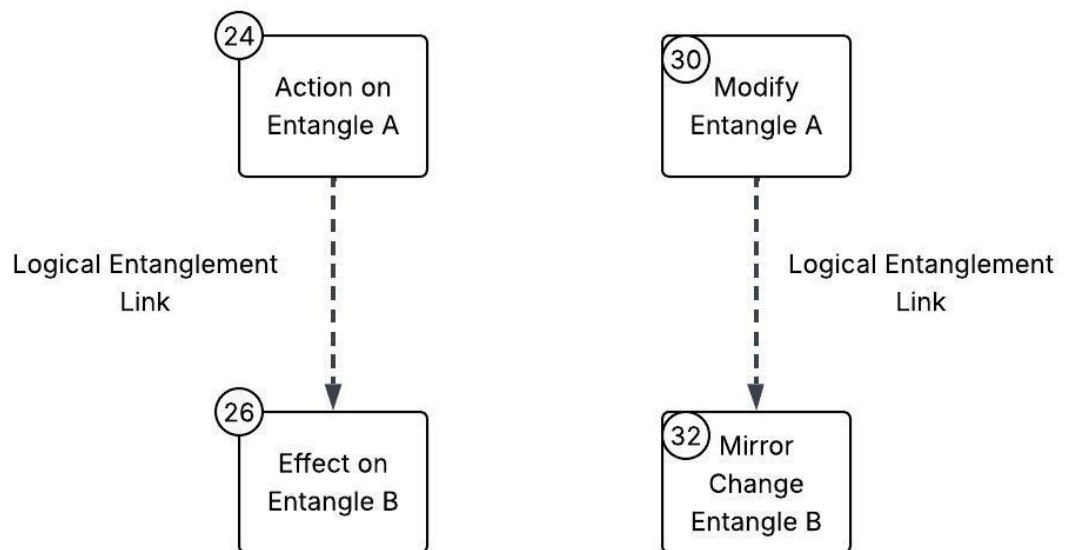 24
Action on
Entangle A
30
Modify
Entangle A
Logical Entanglement
Link
Logical Entanglement
Link
26
Effect on
Entangle B
32
Mirror
Change
Entangle B